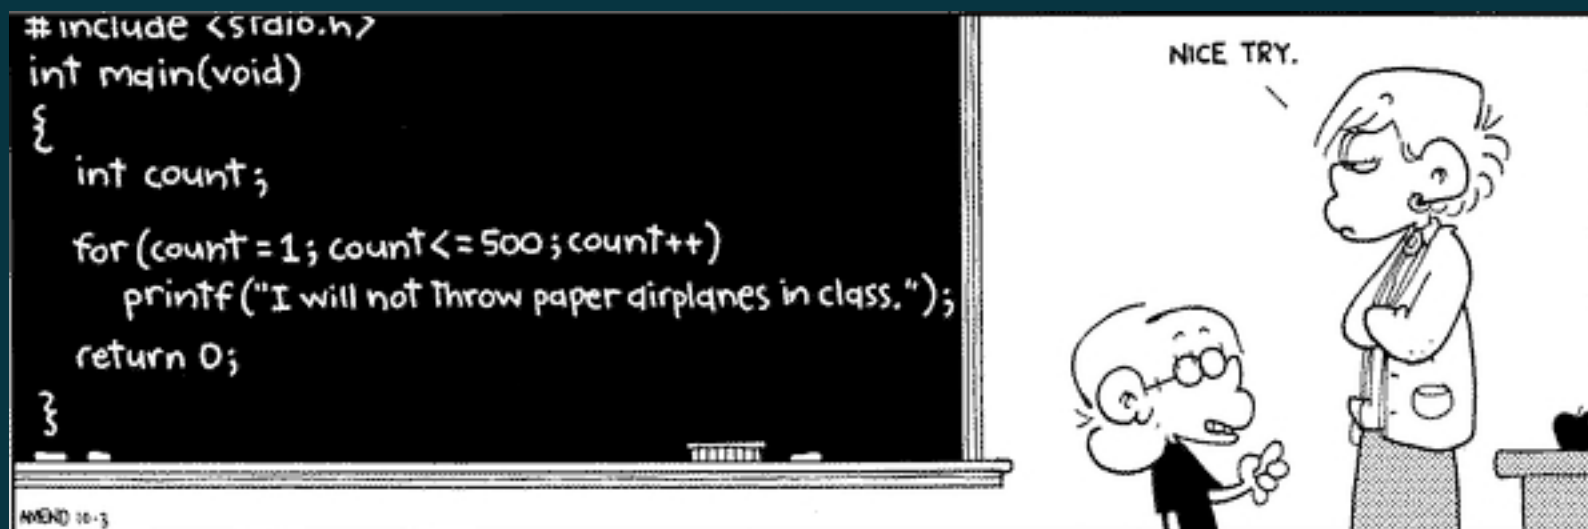 #include <stdio.h>
int main(void)
{
int count;
for (count = 1; count <= 500; count++)
printf ("I will not throw paper airplanes in class.");
return 0;
}
NICE TRY.
AMEND 10-3